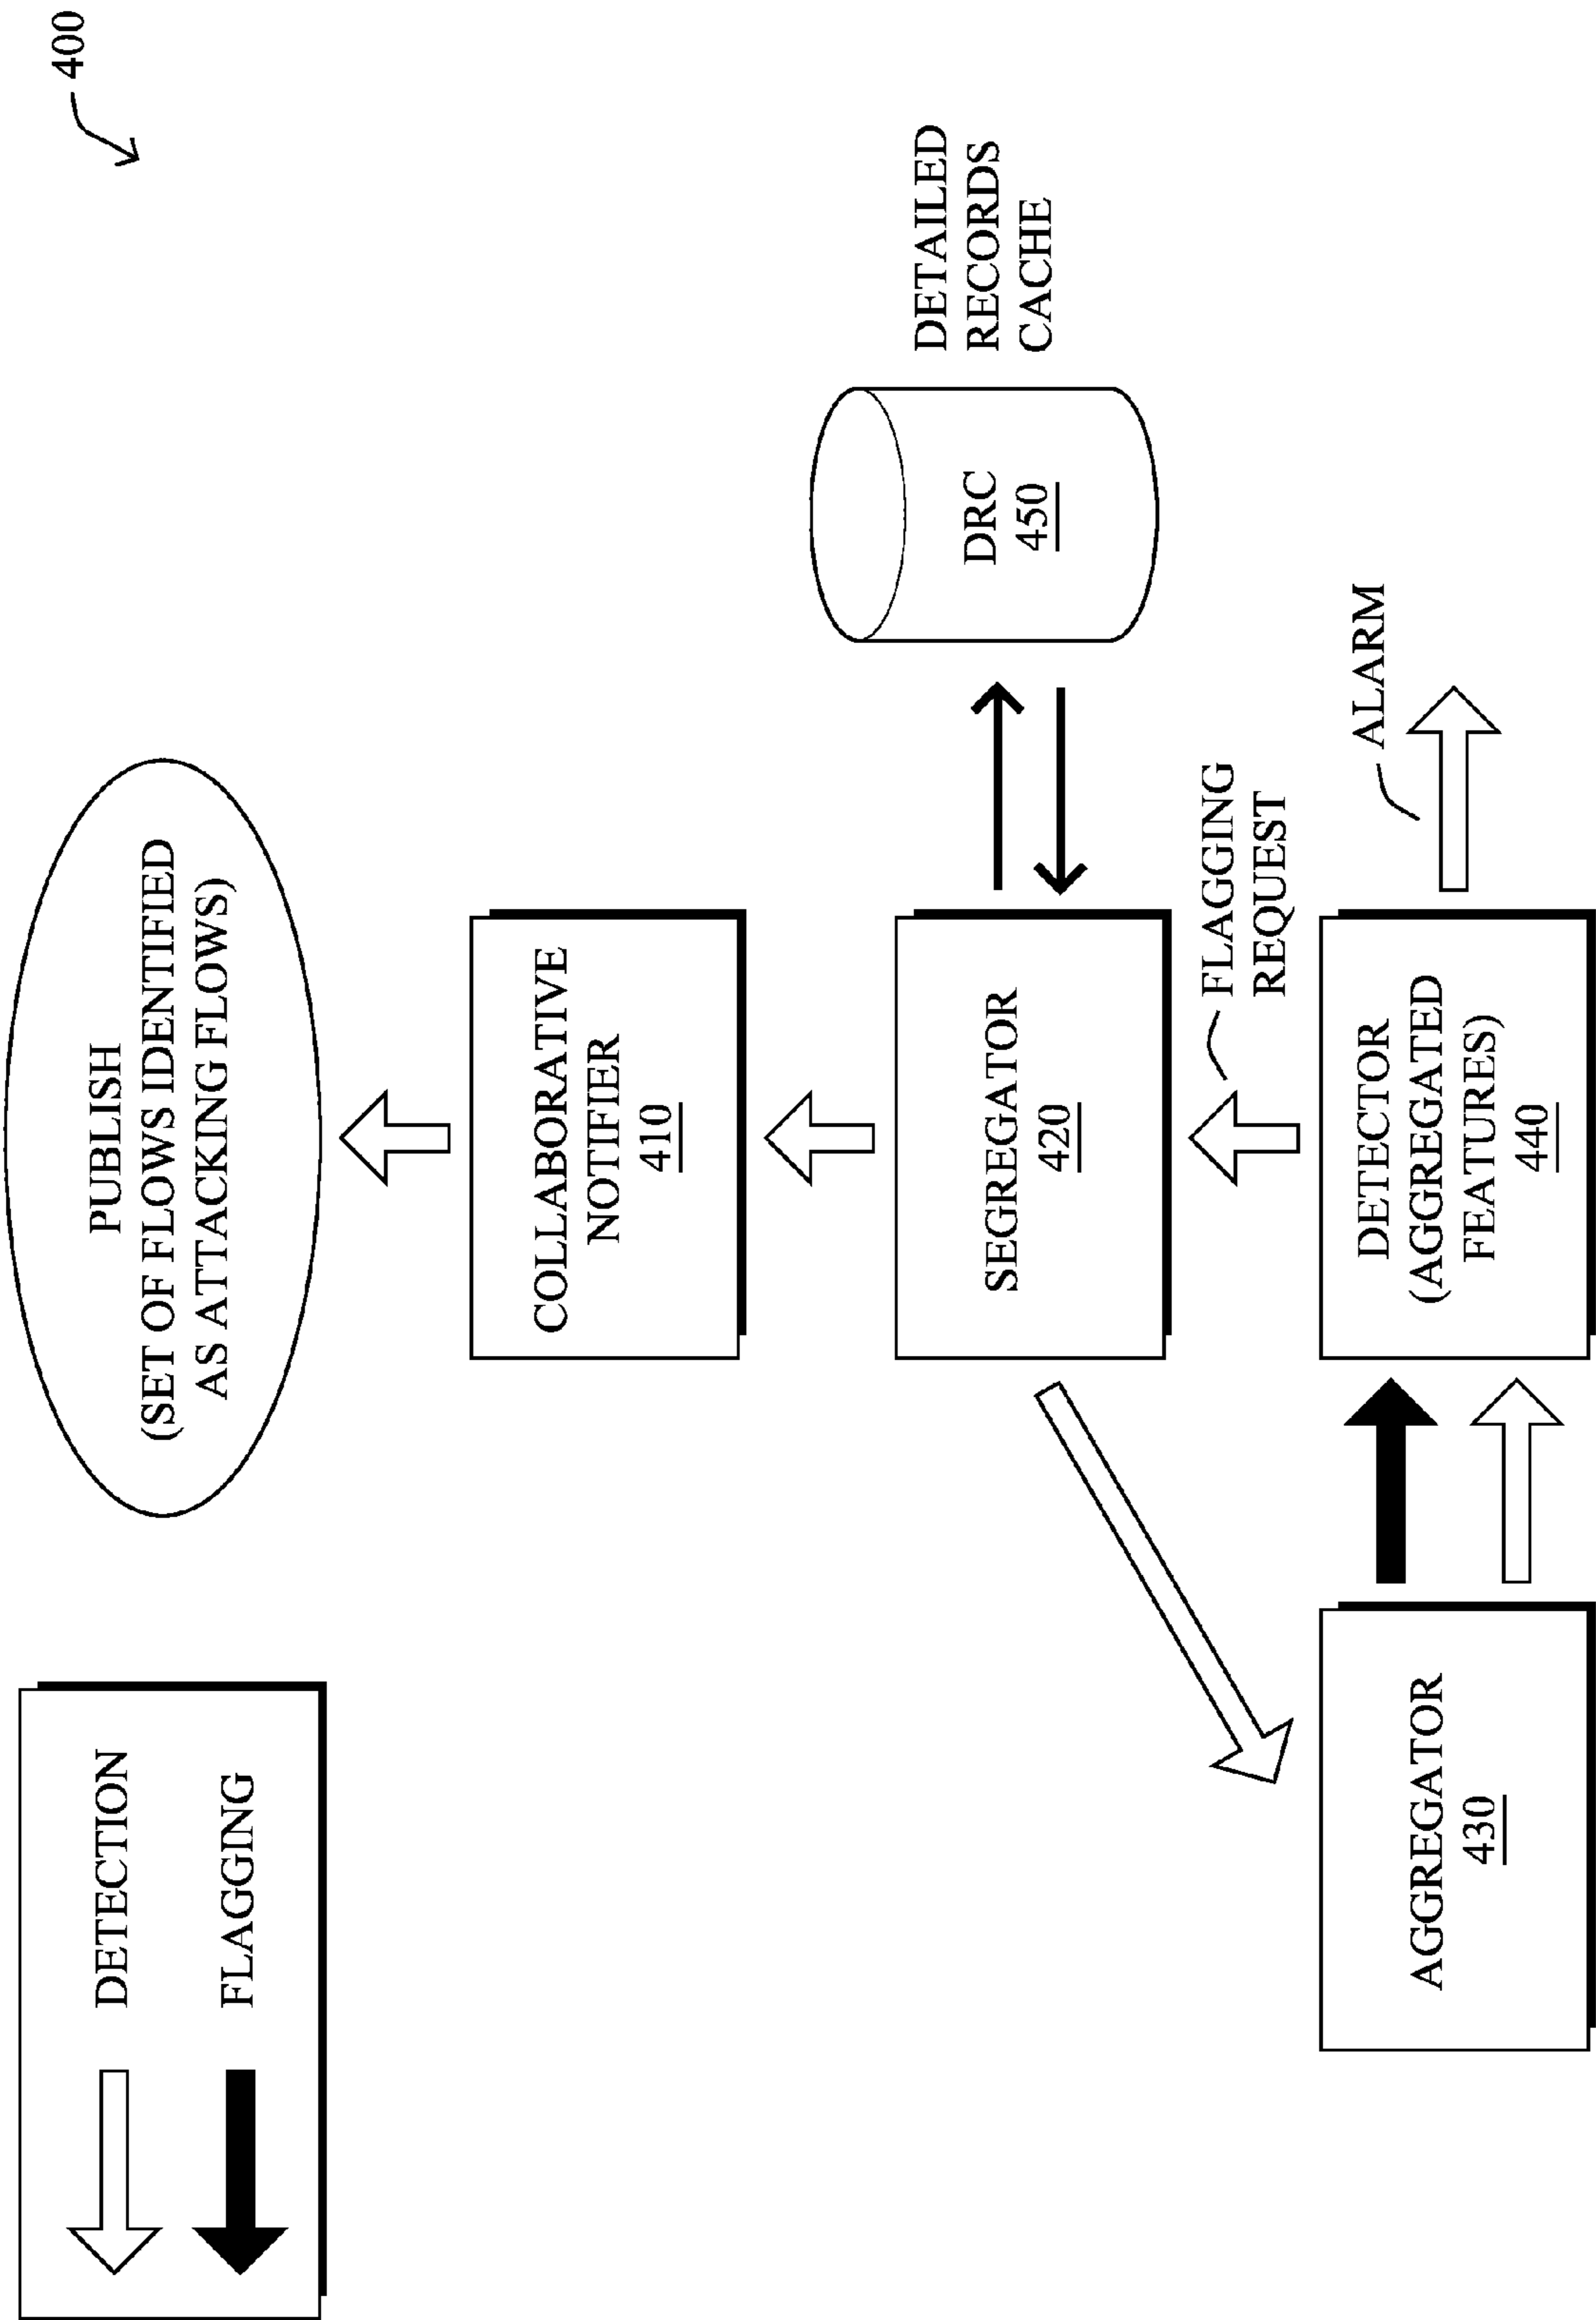 400
DETECTION
FLAGGING
PUBLISH
(SET OF FLOWS IDENTIFIED
AS ATTACKING FLOWS)
COLLABORATIVE
NOTIFIER
410
SEGREGATOR
420
DRC
450
DETAILED
RECORDS
CACHE
FLAGGING
REQUEST
AGGREGATOR
430
DETECTOR
(AGGREGATED
FEATURES)
440
ALARM